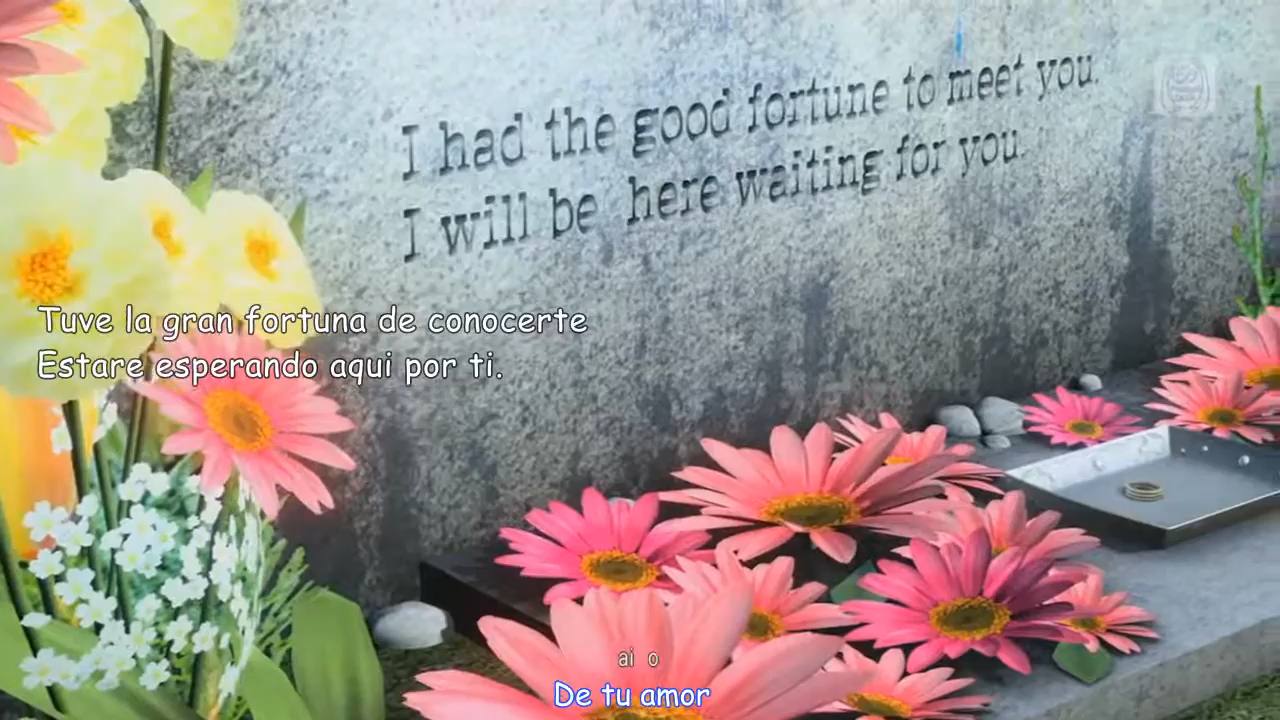 I had the good fortune to meet you.
I will be here waiting for you.
Tuve la gran fortuna de conocerte
Estare esperando aqui por ti.
ai o
De tu amor